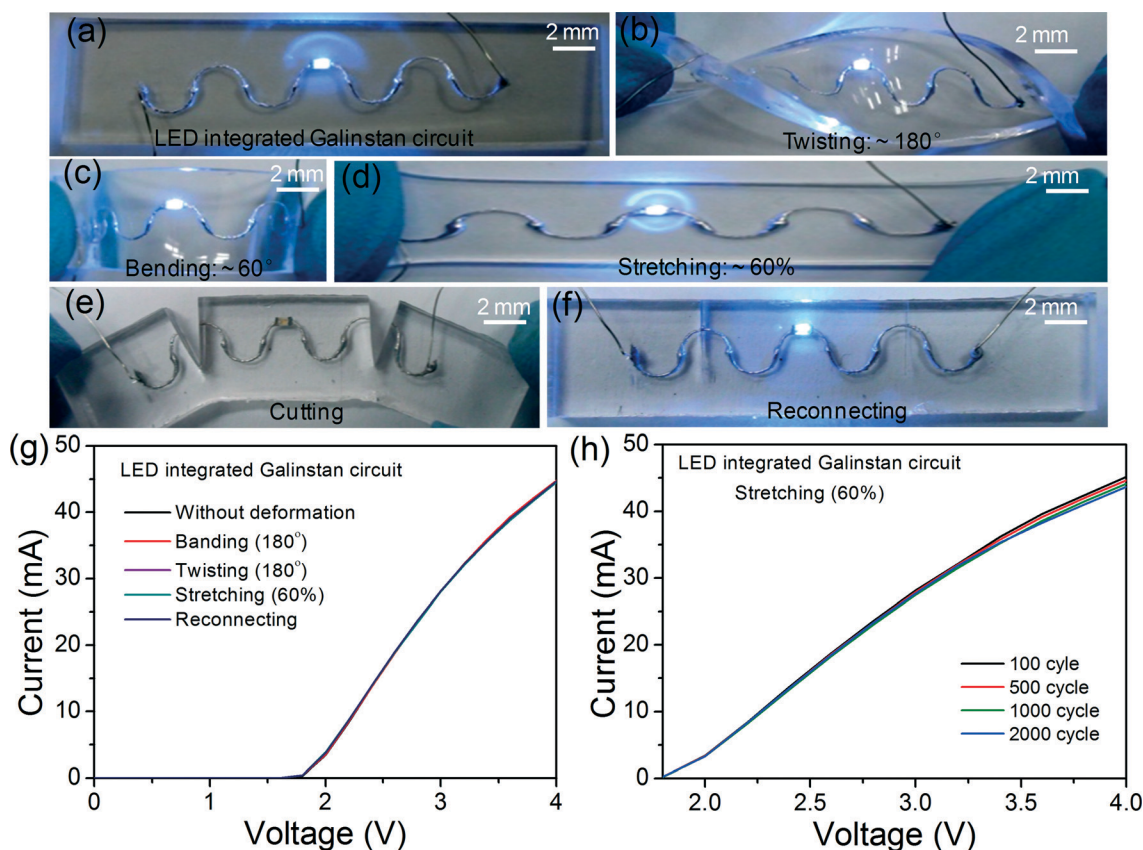 (a)
2 mm
LED integrated Galinstan circuit
(b)
2 mm
Twisting: ~ 180°
(c)
2 mm
Bending: ~ 60°
(d)
2 mm
Stretching: ~ 60%
(e)
2 mm
Cutting
(f)
2 mm
Reconnecting
(g)
LED integrated Galinstan circuit
Without deformation
Banding (180°)
Twisting (180°)
Stretching (60%)
Reconnecting
Current (mA)
50
40
30
20
10
0
0 1 2 3 4
Voltage (V)
(h)
LED integrated Galinstan circuit
Stretching (60%)
100 cyle
500 cycle
1000 cycle
2000 cycle
Current (mA)
50
40
30
20
10
0
2.0 2.5 3.0 3.5 4.0
Voltage (V)